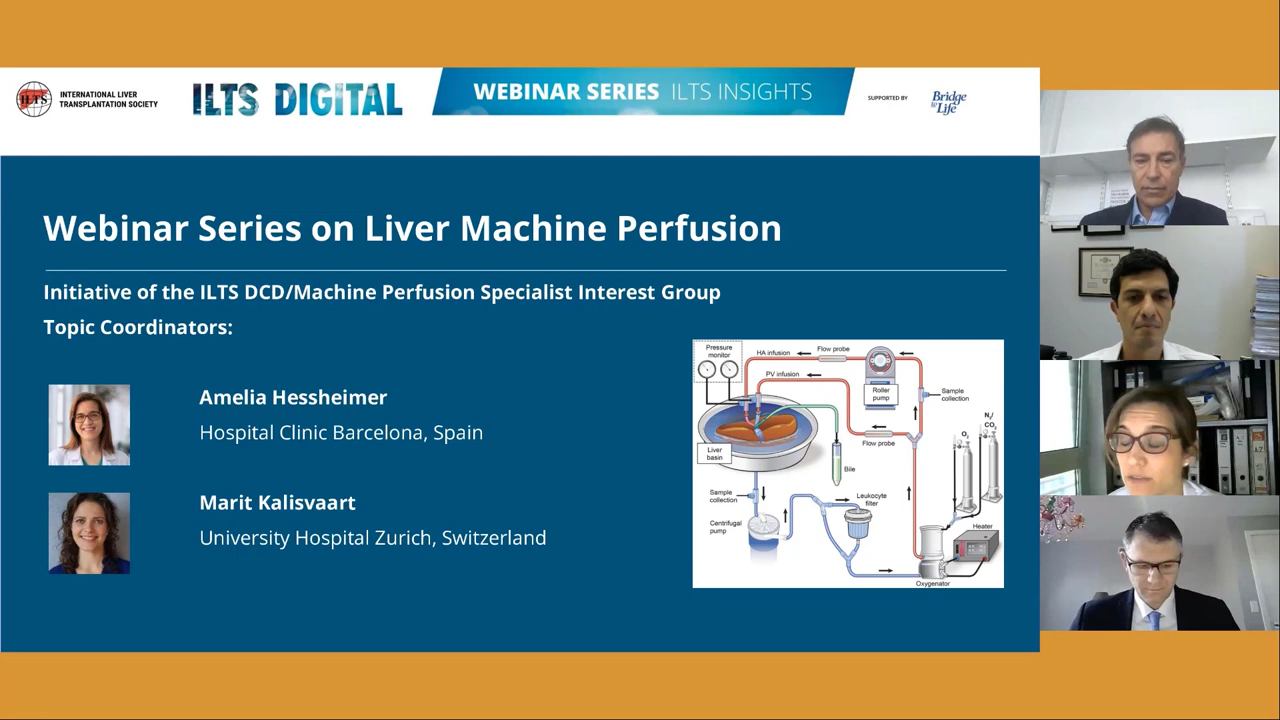 ILTS
INTERNATIONAL LIVER
TRANSPLANTATION SOCIETY
ILTS DIGITAL
WEBINAR SERIES ILTS INSIGHTS
SUPPORTED BY
Bridge
to
Life
Webinar Series on Liver Machine Perfusion
Initiative of the ILTS DCD/Machine Perfusion Specialist Interest Group
Topic Coordinators:
Amelia Hessheimer
Hospital Clinic Barcelona, Spain
Marit Kalisvaart
University Hospital Zurich, Switzerland
Pressure
monitor
HA infusion
Flow probe
PV infusion
Roller
pump
Sample
collection
Flow probe
N₂/
CO₂
O₂
Liver
basin
Bile
Sample
collection
Leukocyte
filter
Centrifugal
pump
Heater
Oxygenator